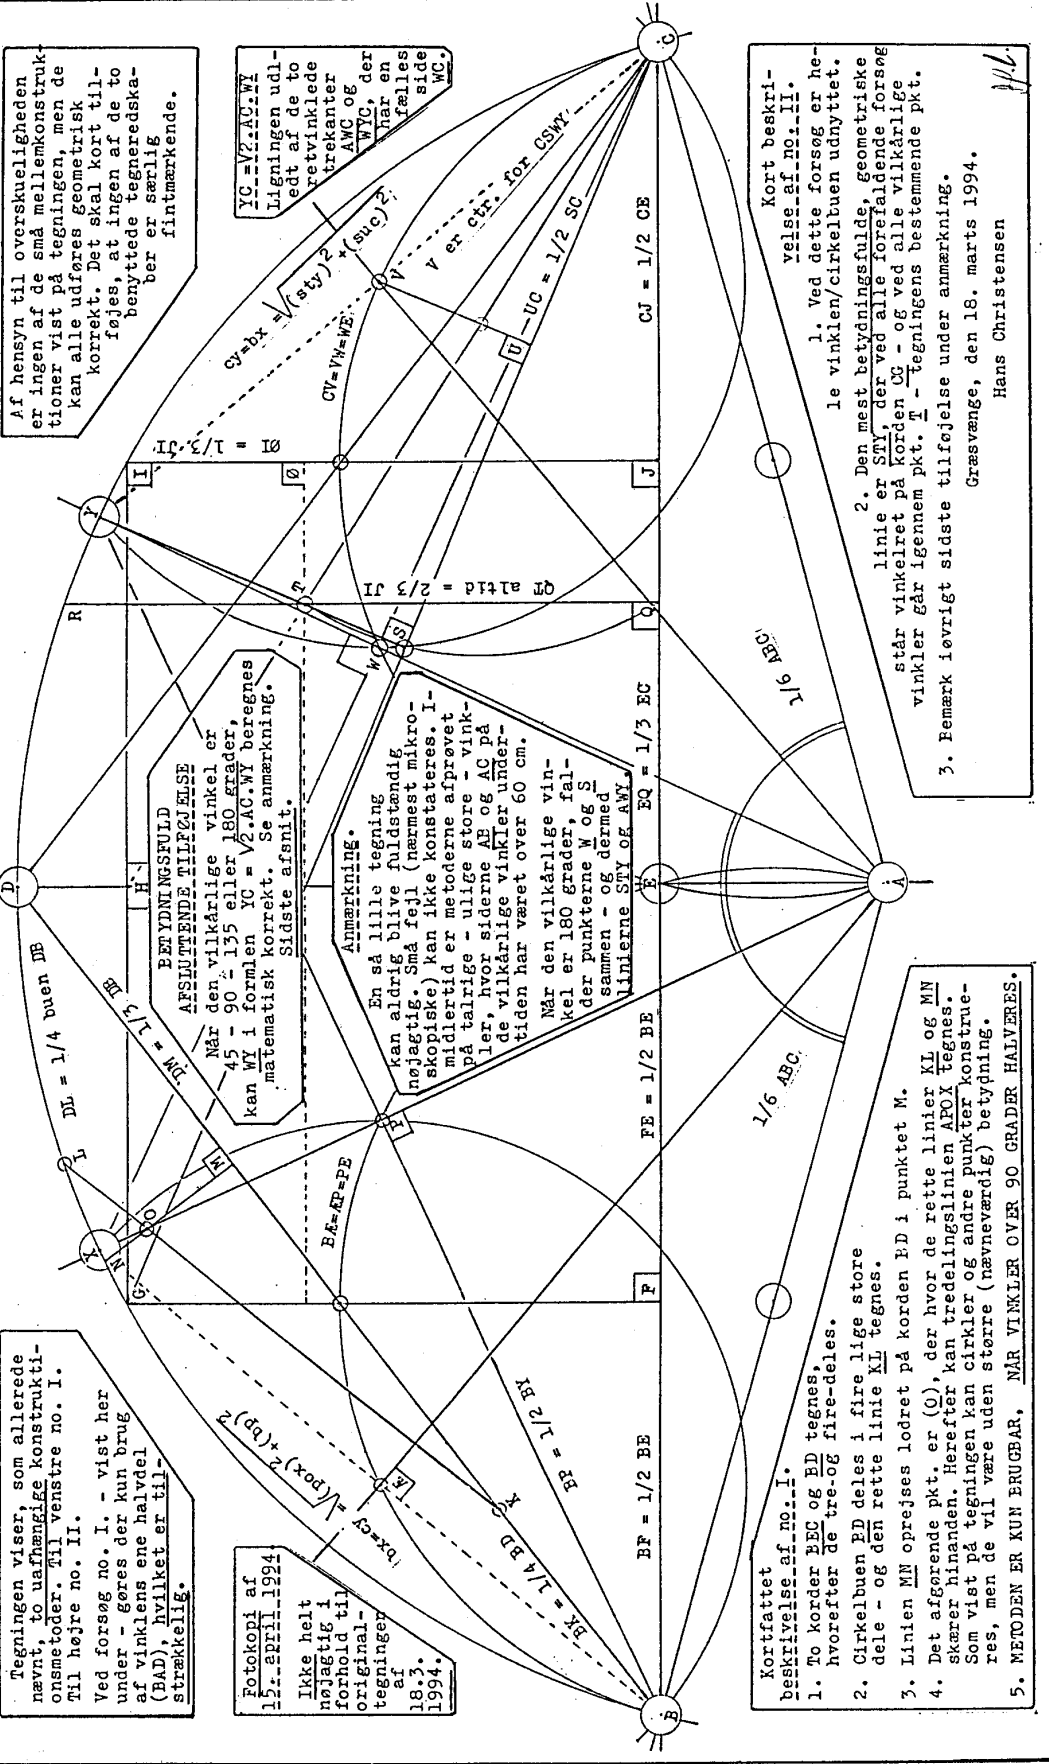 Tegningen viser, som allerede
nævnt, to uafhængige konstrukti-
onsmetoder. Til venstre no. I.
Til højre no. II.
Ved forsøg no. I. - vist her
under - gøres der kun brug
af vinklens ene halvdel
(BAD), hvilket er til-
strækkelig.
Af hensyn til overskueligheden
er ingen af de små mellemkonstruk-
tioner vist på tegningen, men de
kan alle udføres geometrisk
korrekt. Det skal kort til-
føjes, at ingen af de to
benyttede tegneredska-
ber er særlig
fintmærkende.
Fotokopi af
15. april 1994
Ikke helt
nøjagtig i
forhold til
original-
tegningen
af
18.3.
1994.
YC =V2.AC.WY
Ligningen udl-
edt af de to
retvinklede
trekanter
AWC og
WYC, der
har en
fælles
side
WC.
BETYDNINGSFULD
AFSLUTTENDE TILFØJELSE
Når den vilkårlige vinkel er
45 - 90 - 135 eller 180 grader,
kan WY i formlen YC = √2.AC.WY beregnes
matematisk korrekt. Se anmærkning.
Sidste afsnit.
Anmærkning.
En så lille tegning
kan aldrig blive fuldstændig
nøjagtig. Små fejl (nærmest mikro-
skopiske) kan ikke konstateres. I-
midlertid er metoderne afprøvet
på talrige - ulige store - vink-
ler, hvor siderne AB og AC på
de vilkårlige vinkler under-
tiden har været over 60 cm.
Når den vilkårlige vin-
kel er 180 grader, fal-
der punkterne W og S
sammen - og dermed
linierne STY og AWY.
D
L
DL = 1/4 buen DB
DM = 1/3 DB
H
R
Y
X
N
O
G
M
I
ØI = 1/3 JI
Ø
T
QT altid = 2/3 JI
cy=bx = √(sty)² +(suc)²
CV=VW=WE
V
V er ctr. for CSWY
U
UC = 1/2 SC
W
S
P
BÆ=ÆP=PE
bx=cy = √(pox)² +(bp)²
Æ
K
BK = 1/4 BD
BP = 1/2 BY
B
BF = 1/2 BE
F
FE = 1/2 BE
E
EQ = 1/3 EC
Q
J
CJ = 1/2 CE
C
1/6 ABC
1/6 ABC
A
Kortfattet
beskrivelse af no. I.
1. To korder BEC og BD tegnes,
hvorefter de tre-og fire-deles.
2. Cirkelbuen BD deles i fire lige store
dele - og den rette linie KL tegnes.
3. Linien MN oprejses lodret på korden BD i punktet M.
4. Det afgørende pkt. er (O), der hvor de rette linier KL og MN
skærer hinanden. Herefter kan tredelingslinien APOX tegnes.
Som vist på tegningen kan cirkler og andre punkter konstrue-
res, men de vil være uden større (nævneværdig) betydning.
5. METODEN ER KUN BRUGBAR, NÅR VINKLER OVER 90 GRADER HALVERES.
Kort beskri-
velse af no. II.
1. Ved dette forsøg er he-
le vinklen/cirkelbuen udnyttet.
2. Den mest betydningsfulde, geometriske
linie er STY, der ved alle forefaldende forsøg
står vinkelret på korden CG - og ved alle vilkårlige
vinkler går igennem pkt. T - tegningens bestemmende pkt.
3. Bemærk iøvrigt sidste tilføjelse under anmærkning.
Græsvænge, den 18. marts 1994.
Hans Christensen